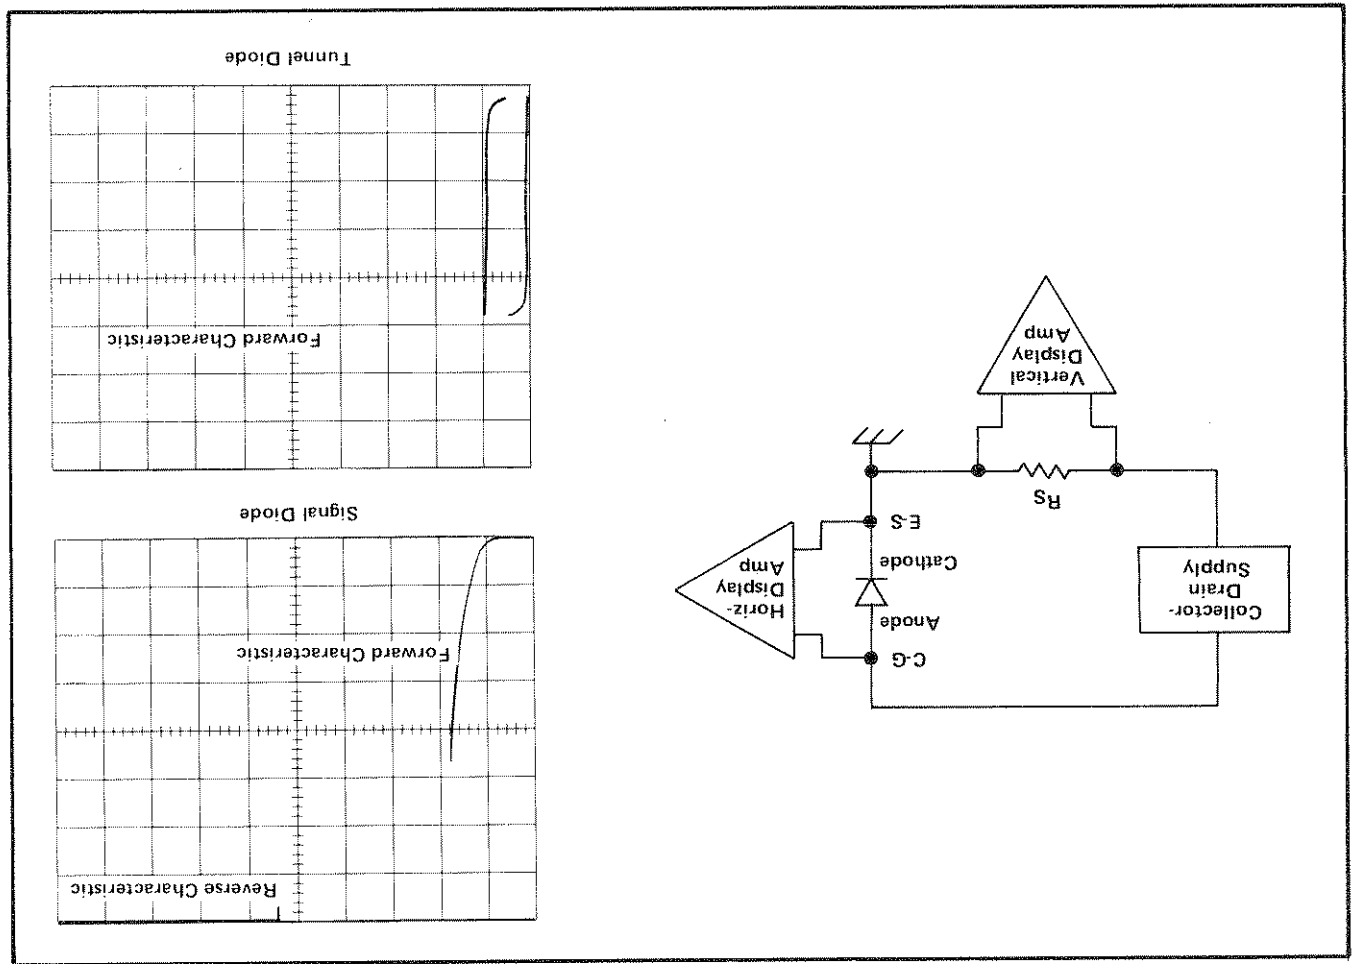 Reverse Characteristic
Forward Characteristic
Signal Diode
Forward Characteristic
Tunnel Diode
Collector-
Drain
Supply
C-G
Anode
Cathode
E-S
Horiz-
Display
Amp
RS
Vertical
Display
Amp